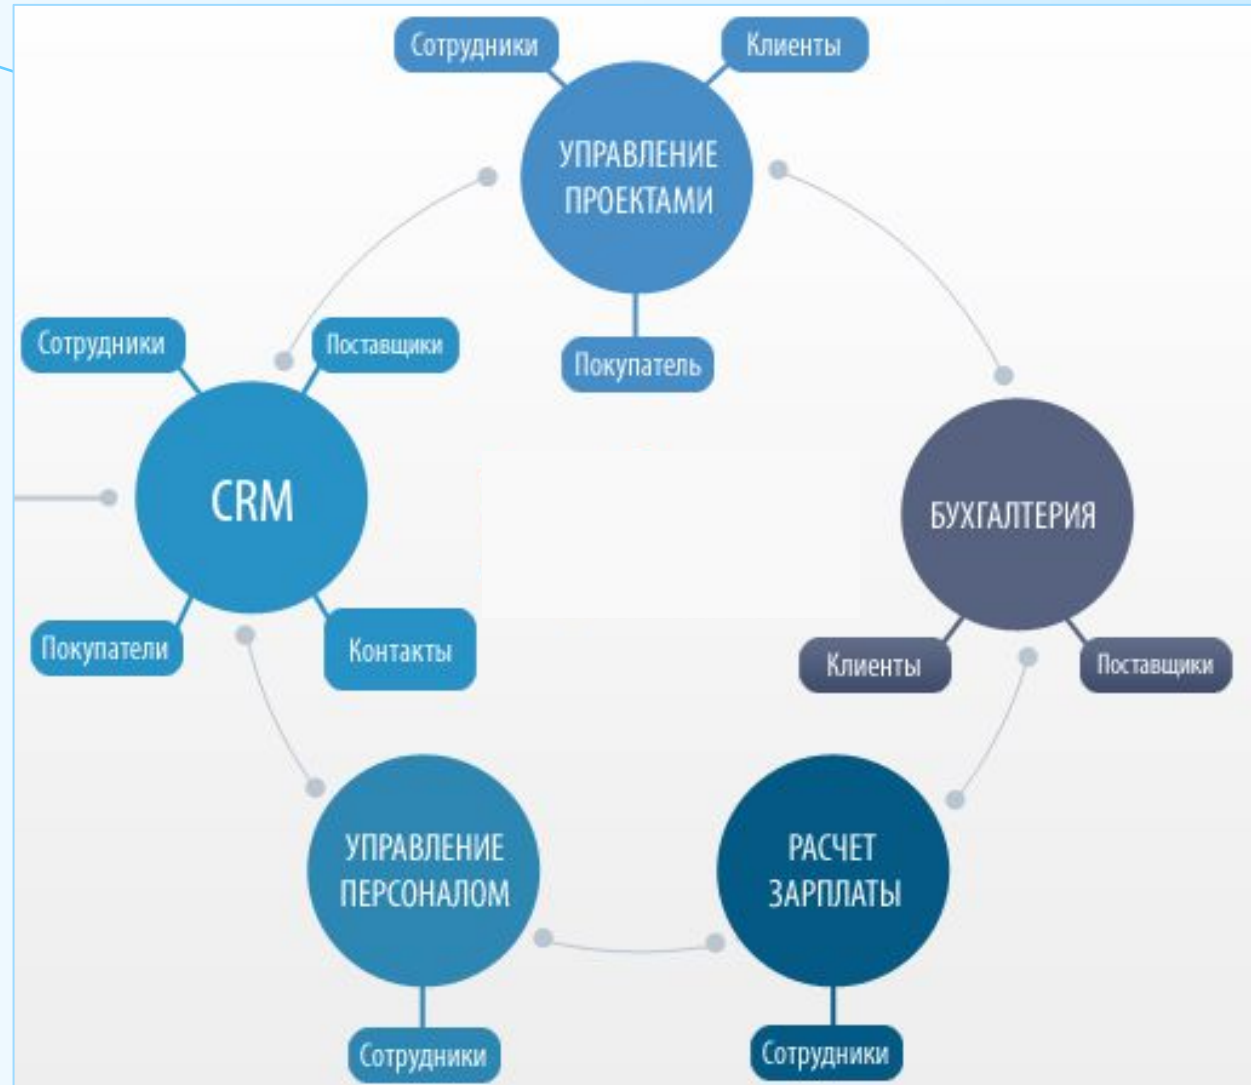 Сотрудники
Клиенты
УПРАВЛЕНИЕ
ПРОЕКТАМИ
Покупатель
Сотрудники
Поставщики
CRM
Покупатели
Контакты
БУХГАЛТЕРИЯ
Клиенты
Поставщики
УПРАВЛЕНИЕ
ПЕРСОНАЛОМ
Сотрудники
РАСЧЕТ
ЗАРПЛАТЫ
Сотрудники